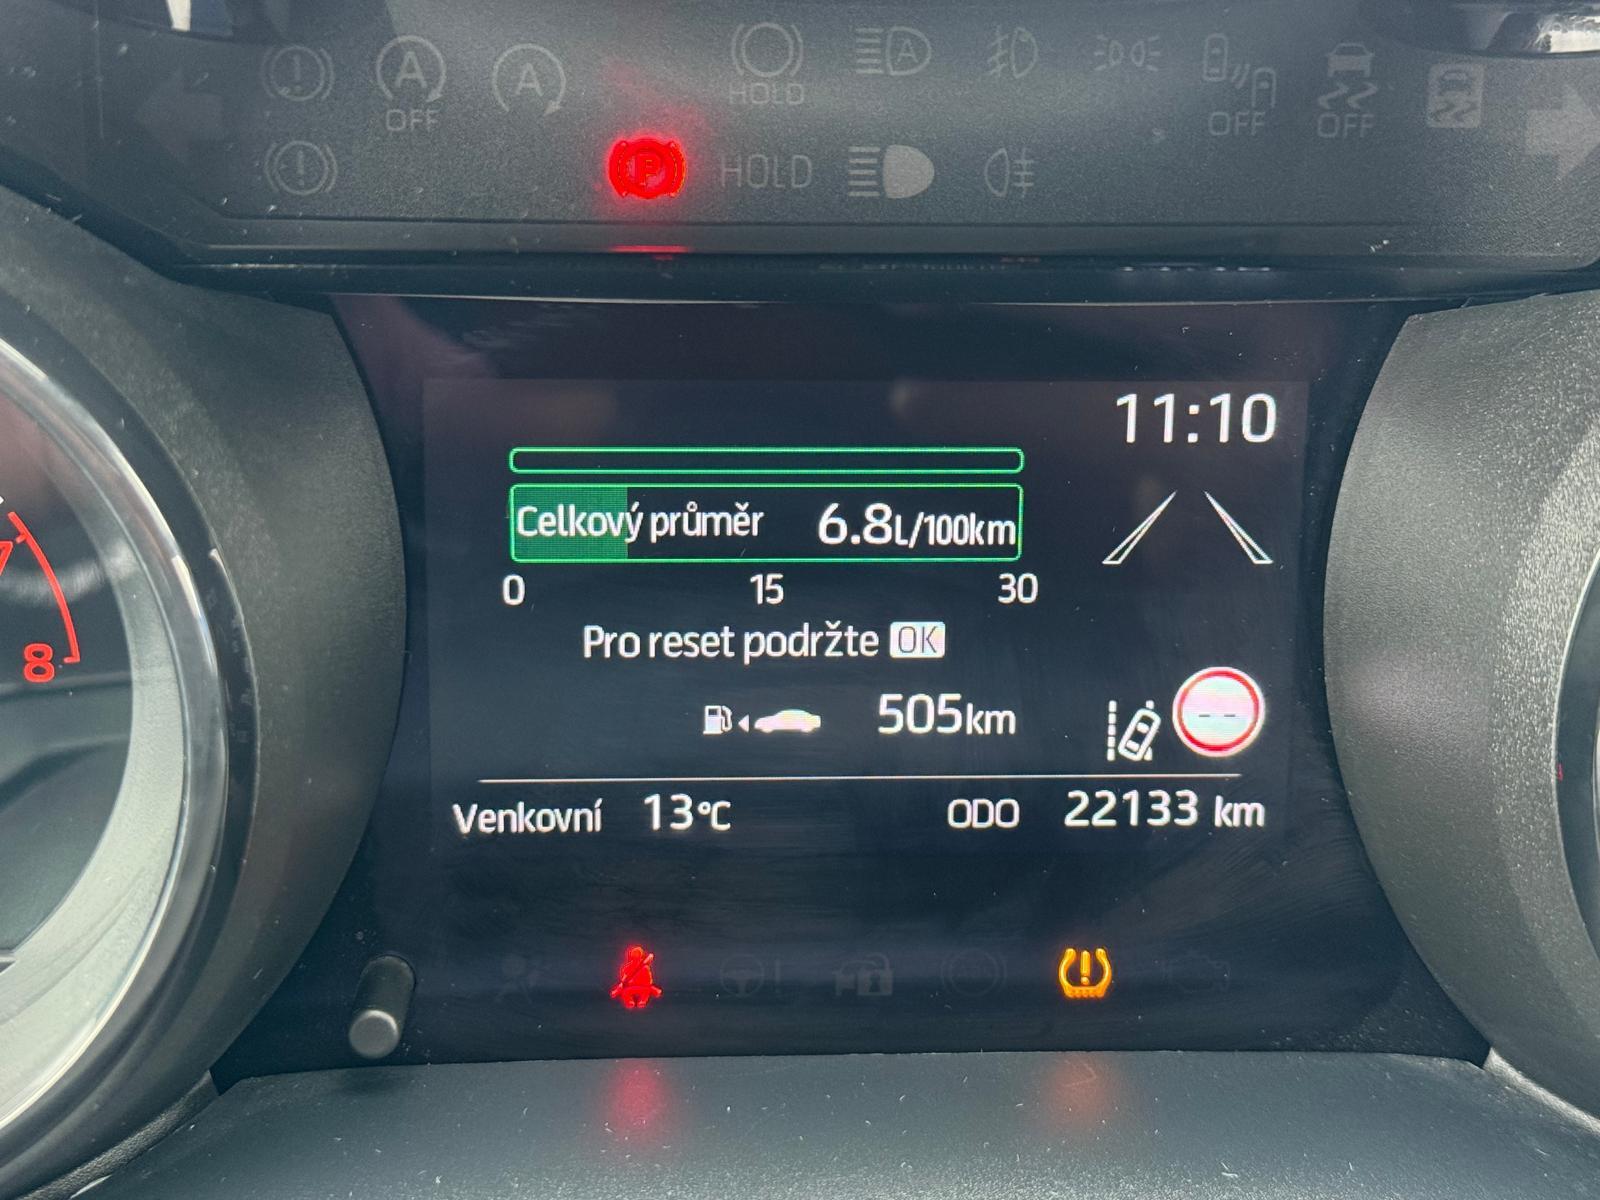 A
OFF
A
HOLD
A
OFF
OFF
P
HOLD
11:10
Celkový průměr 6.8L/100km
0 15 30
Pro reset podržte OK
505km
- -
Venkovní 13°C ODO 22133 km
7
8